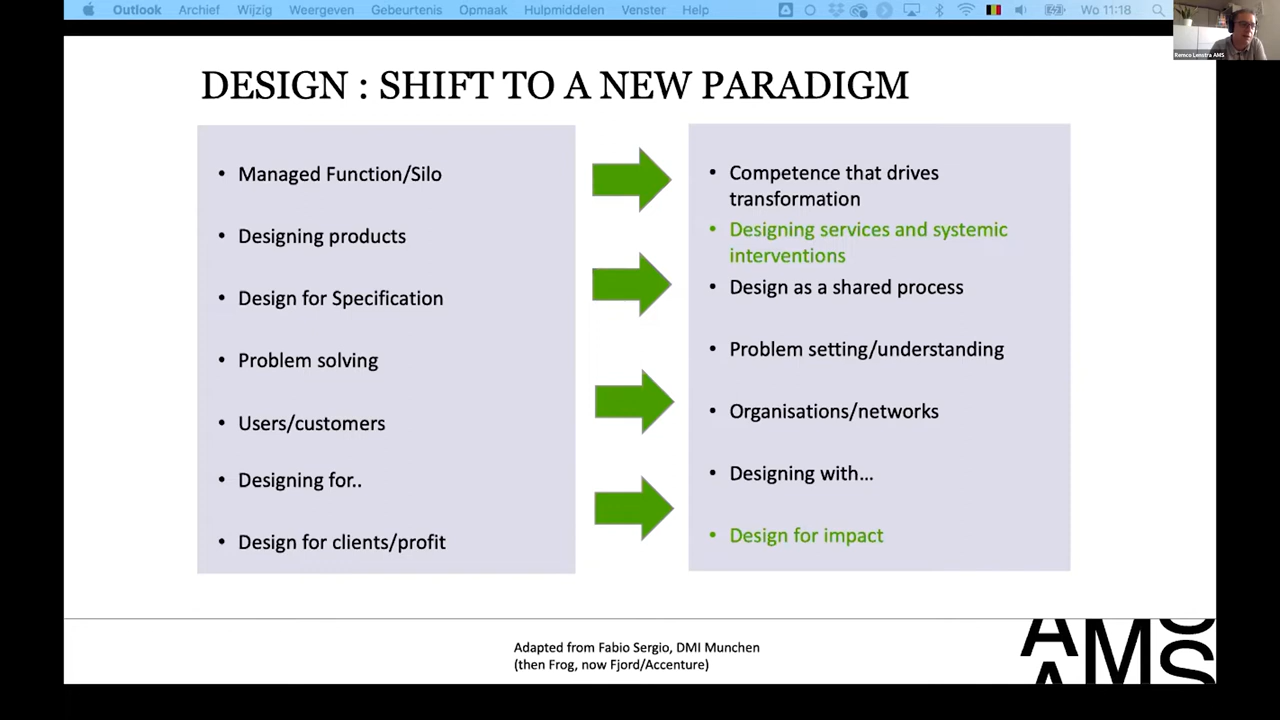 Outlook Archief Wijzig Weergeven Gebeurtenis Opmaak Hulpmiddelen Venster Help Wo 11:18
Remco Lenstra AMS
DESIGN : SHIFT TO A NEW PARADIGM
• Managed Function/Silo
• Designing products
• Design for Specification
• Problem solving
• Users/customers
• Designing for..
• Design for clients/profit
• Competence that drives
transformation
• Designing services and systemic
interventions
• Design as a shared process
• Problem setting/understanding
• Organisations/networks
• Designing with...
• Design for impact
Adapted from Fabio Sergio, DMI Munchen
(then Frog, now Fjord/Accenture)
AMS